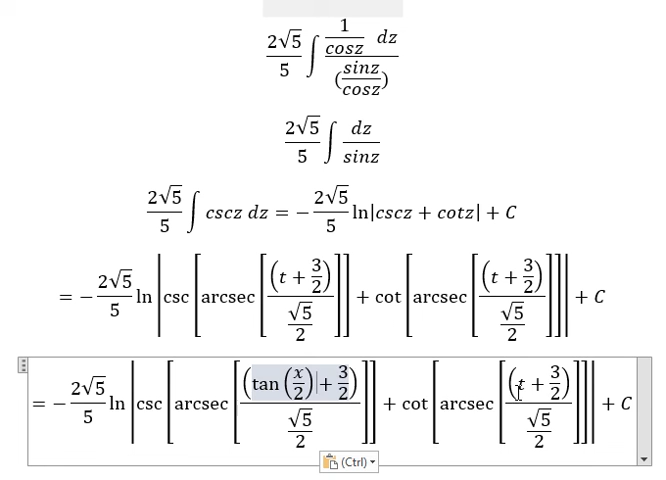 2√5/5 ∫ (1/cosz dz)/(sinz/cosz)
2√5/5 ∫ dz/sinz
2√5/5 ∫ cscz dz = −2√5/5 ln|cscz + cotz| + C
= −2√5/5 ln|csc[arcsec[(t + 3/2)/(√5/2)]] + cot[arcsec[(t + 3/2)/(√5/2)]]| + C
= −2√5/5 ln|csc[arcsec[(tan(x/2) + 3/2)/(√5/2)]] + cot[arcsec[(t + 3/2)/(√5/2)]]| + C
(Ctrl)